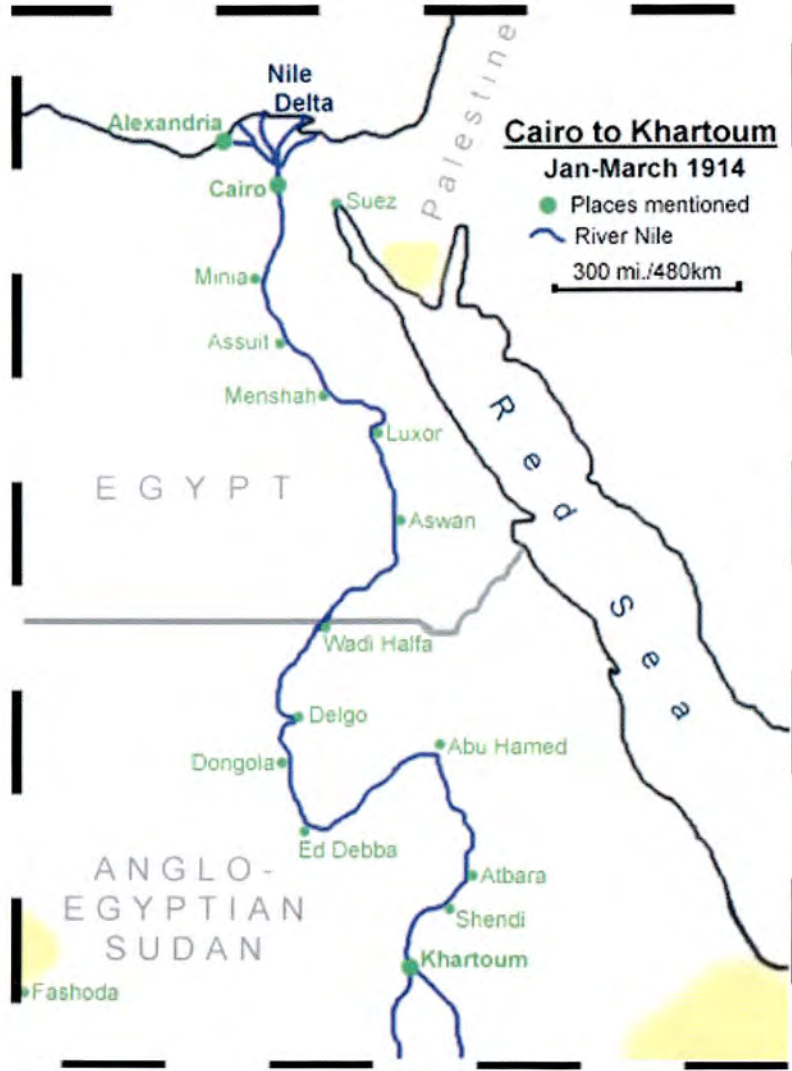 Nile
Delta
Alexandria
Palestine
Cairo to Khartoum
Jan-March 1914
Places mentioned
River Nile
300 mi./480km
Cairo
Suez
Minia
Assuit
Menshah
Luxor
Red Sea
EGYPT
Aswan
Wadi Halfa
Delgo
Abu Hamed
Dongola
Ed Debba
ANGLO-
EGYPTIAN
SUDAN
Atbara
Shendi
Khartoum
Fashoda